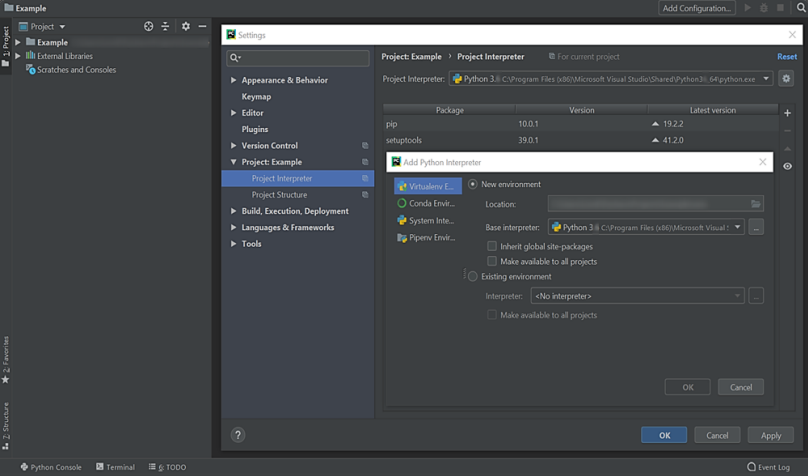 Example
Add Configuration...
1: Project
Project
Example
External Libraries
Scratches and Consoles
Settings
Appearance & Behavior
Keymap
Editor
Plugins
Version Control
Project: Example
Project Interpreter
Project Structure
Build, Execution, Deployment
Languages & Frameworks
Tools
Project: Example › Project Interpreter For current project Reset
Project Interpreter: Python 3. C:\Program Files (x86)\Microsoft Visual Studio\Shared\Python3 _64\python.exe
Package Version Latest version
pip 10.0.1 19.2.2
setuptools 39.0.1 41.2.0
Add Python Interpreter
Virtualenv E...
Conda Envir...
System Inte...
Pipenv Envir...
New environment
Location:
Base interpreter: Python 3. C:\Program Files (x86)\Microsoft Visual ...
Inherit global site-packages
Make available to all projects
Existing environment
Interpreter: <No interpreter> ...
Make available to all projects
OK Cancel
? OK Cancel Apply
2: Favorites
7: Structure
Python Console Terminal 6: TODO Event Log